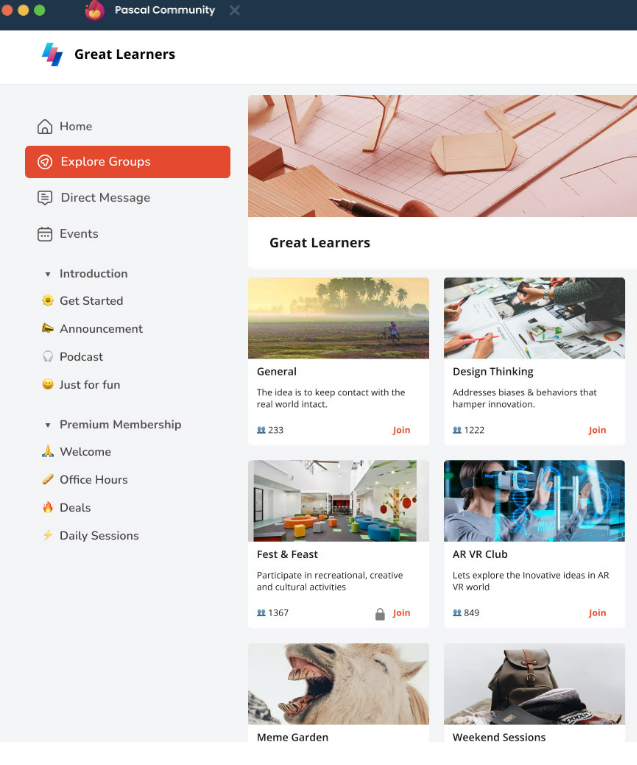 Pascal Community
Great Learners
Home
Explore Groups
Direct Message
Events
Introduction
Get Started
Announcement
Podcast
Just for fun
Premium Membership
Welcome
Office Hours
Deals
Daily Sessions
Great Learners
General
The idea is to keep contact with the
real world intact.
233 Join
Design Thinking
Addresses biases & behaviors that
hamper innovation.
1222 Join
Fest & Feast
Participate in recreational, creative
and cultural activities
1367 Join
AR VR Club
Lets explore the Inovative ideas in AR
VR world
849 Join
Meme Garden
Weekend Sessions